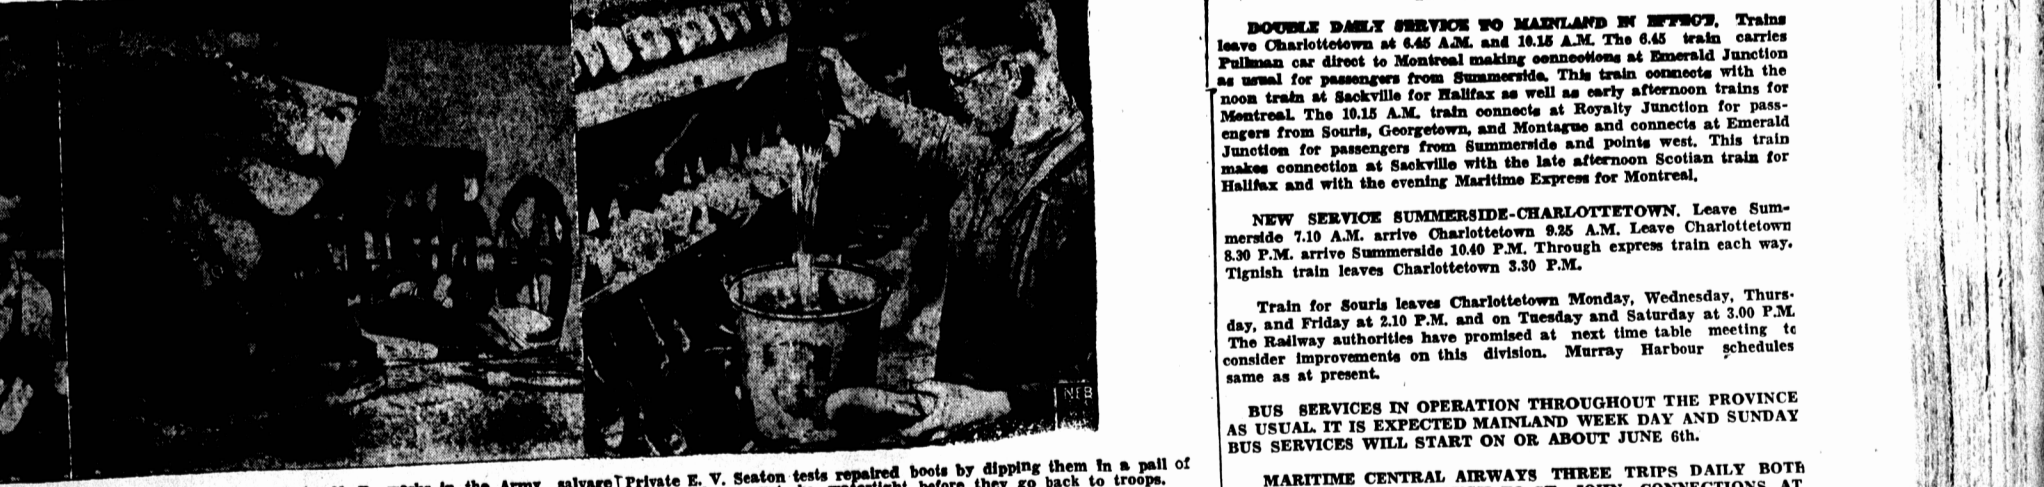 NFB
works in the Army salvage
Private E. V. Seaton tests repaired boots by dipping them in a pail of
before they go back to troops.
DOUBLE DAILY SERVICE TO MAINLAND IN EFFECT. Trains
leave Charlottetown at 6.45 A.M. and 10.15 A.M. The 6.45 train carries
Pullman car direct to Montreal making connections at Emerald Junction
as usual for passengers from Summerside. This train connects with the
noon train at Sackville for Halifax as well as early afternoon trains for
Montreal. The 10.15 A.M. train connects at Royalty Junction for pass-
engers from Souris, Georgetown, and Montague and connects at Emerald
Junction for passengers from Summerside and points west. This train
makes connection at Sackville with the late afternoon Scotian train for
Halifax and with the evening Maritime Express for Montreal.
NEW SERVICE SUMMERSIDE-CHARLOTTETOWN. Leave Sum-
merside 7.10 A.M. arrive Charlottetown 9.25 A.M. Leave Charlottetown
8.30 P.M. arrive Summerside 10.40 P.M. Through express train each way.
Tignish train leaves Charlottetown 3.30 P.M.
Train for Souris leaves Charlottetown Monday, Wednesday, Thurs-
day, and Friday at 2.10 P.M. and on Tuesday and Saturday at 3.00 P.M.
The Railway authorities have promised at next time table meeting to
consider improvements on this division. Murray Harbour schedules
same as at present.
BUS SERVICES IN OPERATION THROUGHOUT THE PROVINCE
AS USUAL. IT IS EXPECTED MAINLAND WEEK DAY AND SUNDAY
BUS SERVICES WILL START ON OR ABOUT JUNE 6th.
MARITIME CENTRAL AIRWAYS THREE TRIPS DAILY BOTH
CONNECTIONS AT